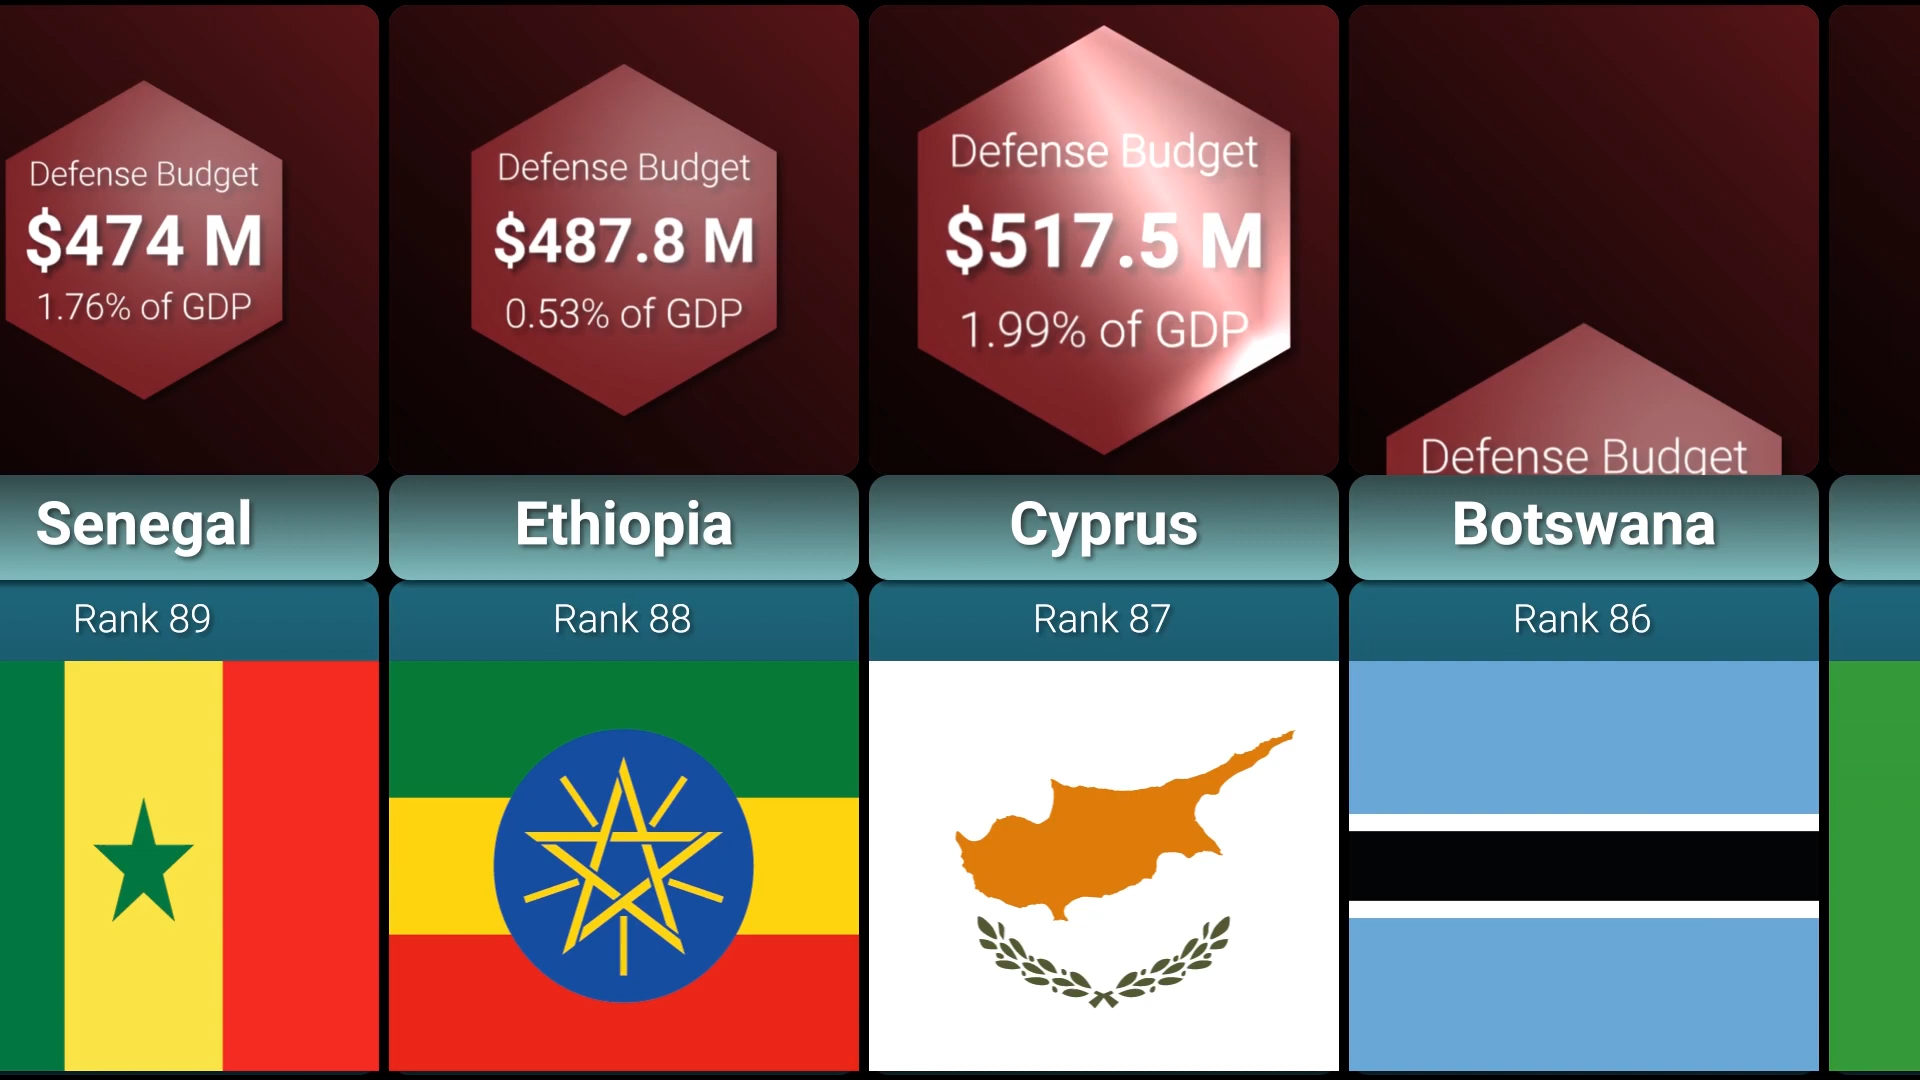 Defense Budget
$474 M
1.76% of GDP
Senegal
Rank 89
Defense Budget
$487.8 M
0.53% of GDP
Ethiopia
Rank 88
Defense Budget
$517.5 M
1.99% of GDP
Cyprus
Rank 87
Defense Budget
Botswana
Rank 86